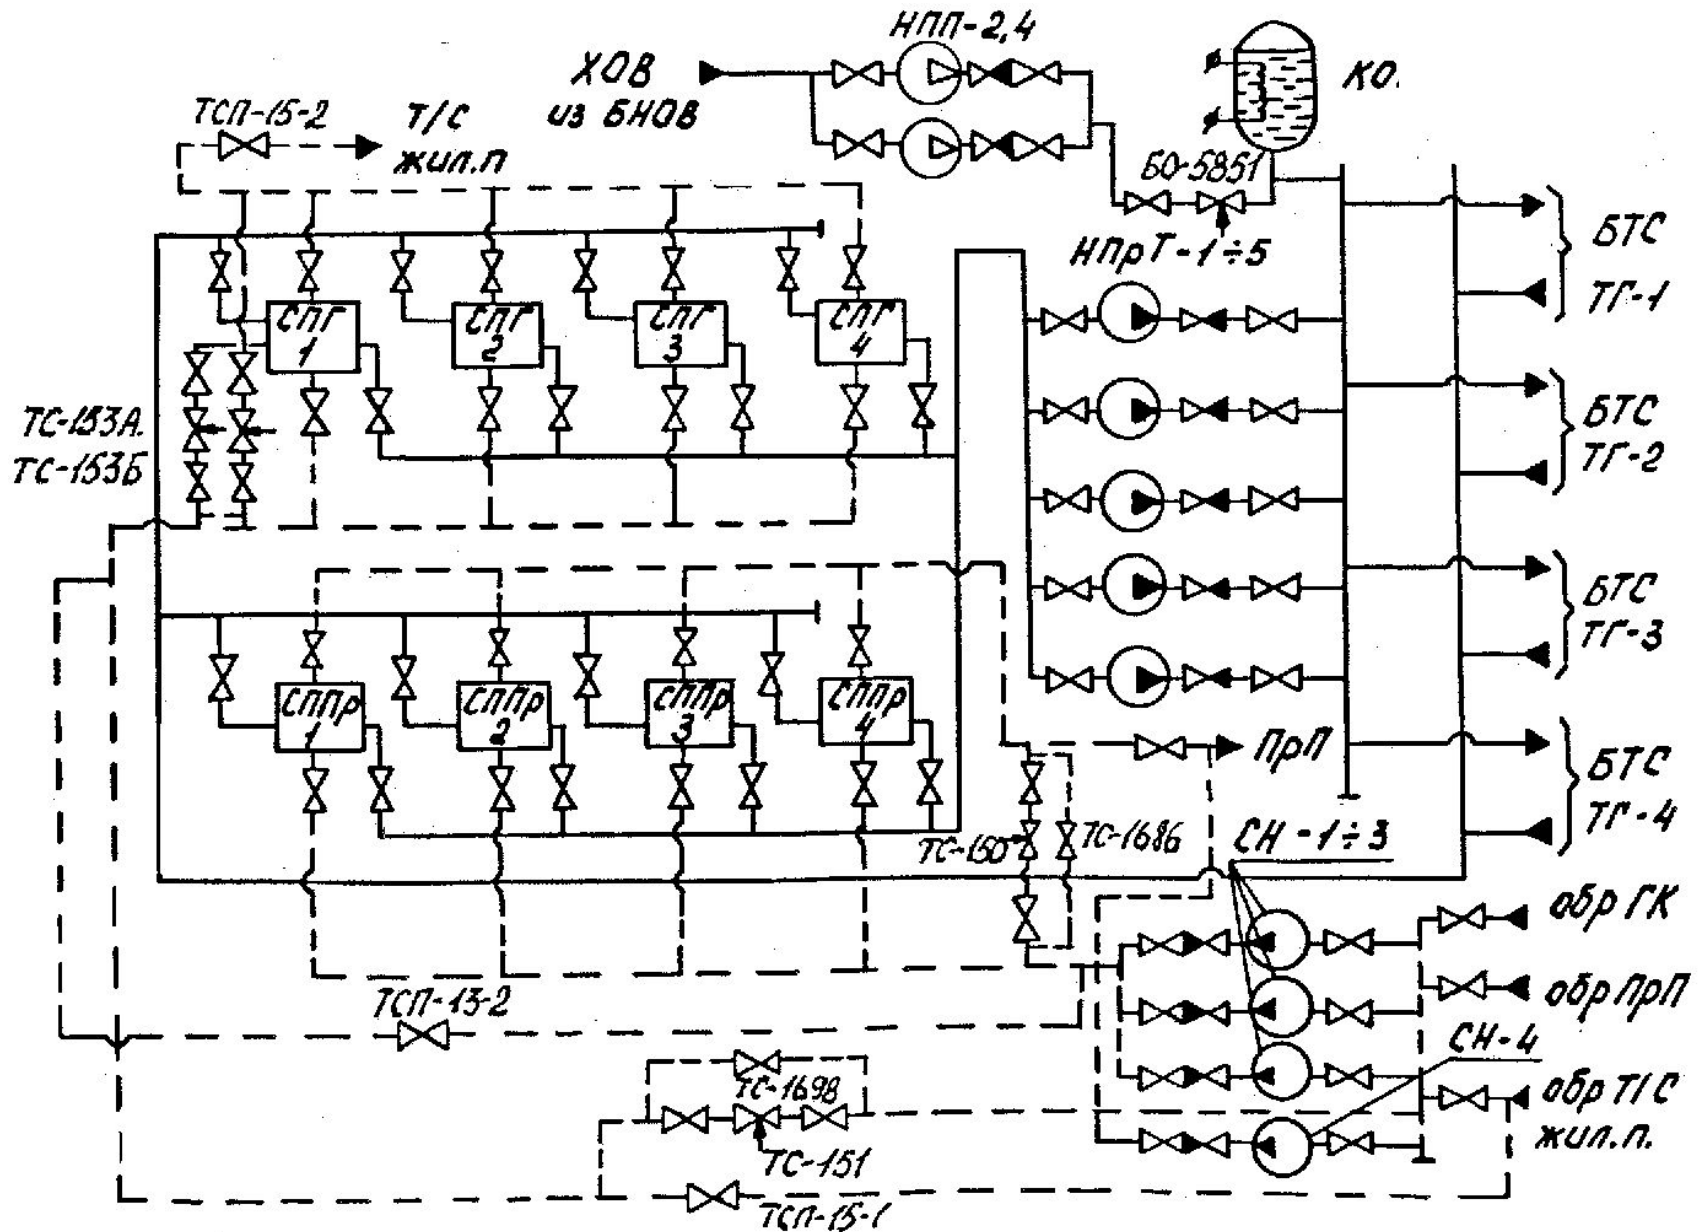 НПП-2,4
ХОВ
из БНОВ
КО.
ТСП-15-2
Т/С
жил.п
БО-5851
НПрТ-1÷5
БТС
ТГ-1
СПГ
1
СПГ
2
СПГ
3
СПГ
4
БТС
ТГ-2
ТС-153А.
ТС-153Б
БТС
ТГ-3
СППр
1
СППр
2
СППр
3
СППр
4
ПрП
БТС
ТГ-4
ТС-150
ТС-168б
СН-1÷3
обр ГК
обр ПрП
ТСП-13-2
СН-4
ТС-1698
обр Т/С
жил.п.
ТС-151
ТСП-15-1